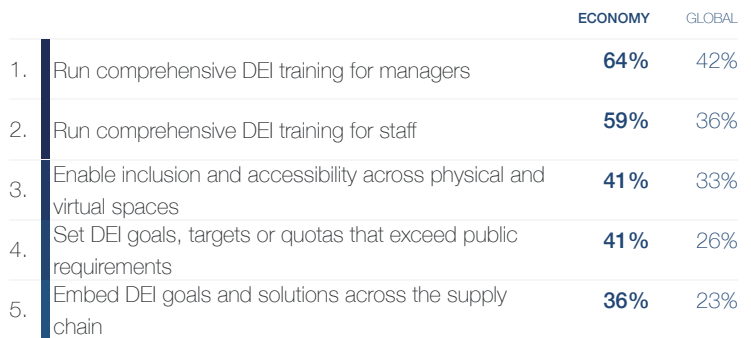 ECONOMY GLOBAL
1. Run comprehensive DEI training for managers 64% 42%
2. Run comprehensive DEI training for staff 59% 36%
3. Enable inclusion and accessibility across physical and
virtual spaces 41% 33%
4. Set DEI goals, targets or quotas that exceed public
requirements 41% 26%
5. Embed DEI goals and solutions across the supply
chain 36% 23%